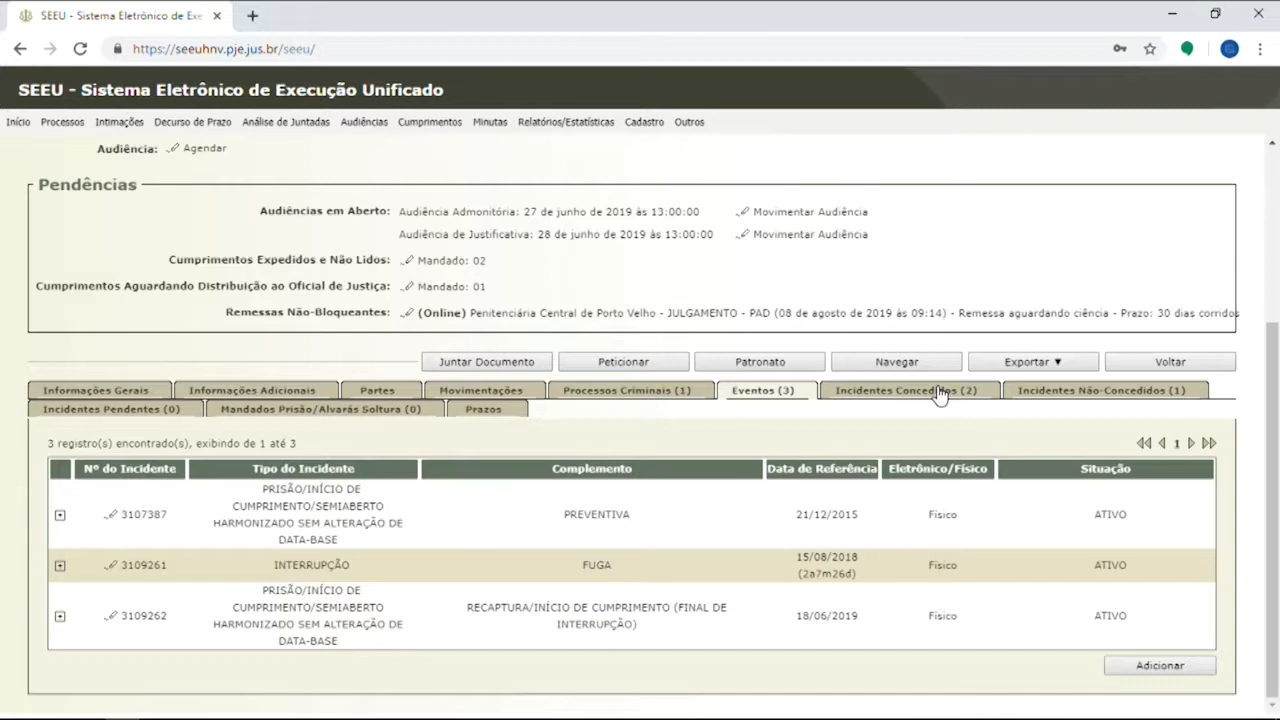 SEEU - Sistema Eletrônico de Exe
https://seeuhnv.pje.jus.br/seeu/
SEEU - Sistema Eletrônico de Execução Unificado
Início Processos Intimações Decurso de Prazo Análise de Juntadas Audiências Cumprimentos Minutas Relatórios/Estatísticas Cadastro Outros
Audiência: Agendar
Pendências
Audiências em Aberto: Audiência Admonitória: 27 de junho de 2019 às 13:00:00 Movimentar Audiência
Audiência de Justificativa: 28 de junho de 2019 às 13:00:00 Movimentar Audiência
Cumprimentos Expedidos e Não Lidos: Mandado: 02
Cumprimentos Aguardando Distribuição ao Oficial de Justiça: Mandado: 01
Remessas Não-Bloqueantes: (Online) Penitenciária Central de Porto Velho - JULGAMENTO - PAD (08 de agosto de 2019 às 09:14) - Remessa aguardando ciência - Prazo: 30 dias corridos
Juntar Documento Peticionar Patronato Navegar Exportar ▼ Voltar
Informações Gerais Informações Adicionais Partes Movimentações Processos Criminais (1) Eventos (3) Incidentes Concedidos (2) Incidentes Não-Concedidos (1)
Incidentes Pendentes (0) Mandados Prisão/Alvarás Soltura (0) Prazos
3 registro(s) encontrado(s), exibindo de 1 até 3 1
Nº do Incidente Tipo do Incidente Complemento Data de Referência Eletrônico/Físico Situação
PRISÃO/INÍCIO DE
CUMPRIMENTO/SEMIABERTO
3107387 HARMONIZADO SEM ALTERAÇÃO DE PREVENTIVA 21/12/2015 Físico ATIVO
DATA-BASE
3109261 INTERRUPÇÃO FUGA 15/08/2018 Físico ATIVO
(2a7m26d)
PRISÃO/INÍCIO DE
CUMPRIMENTO/SEMIABERTO RECAPTURA/INÍCIO DE CUMPRIMENTO (FINAL DE
3109262 HARMONIZADO SEM ALTERAÇÃO DE INTERRUPÇÃO) 18/06/2019 Físico ATIVO
DATA-BASE
Adicionar